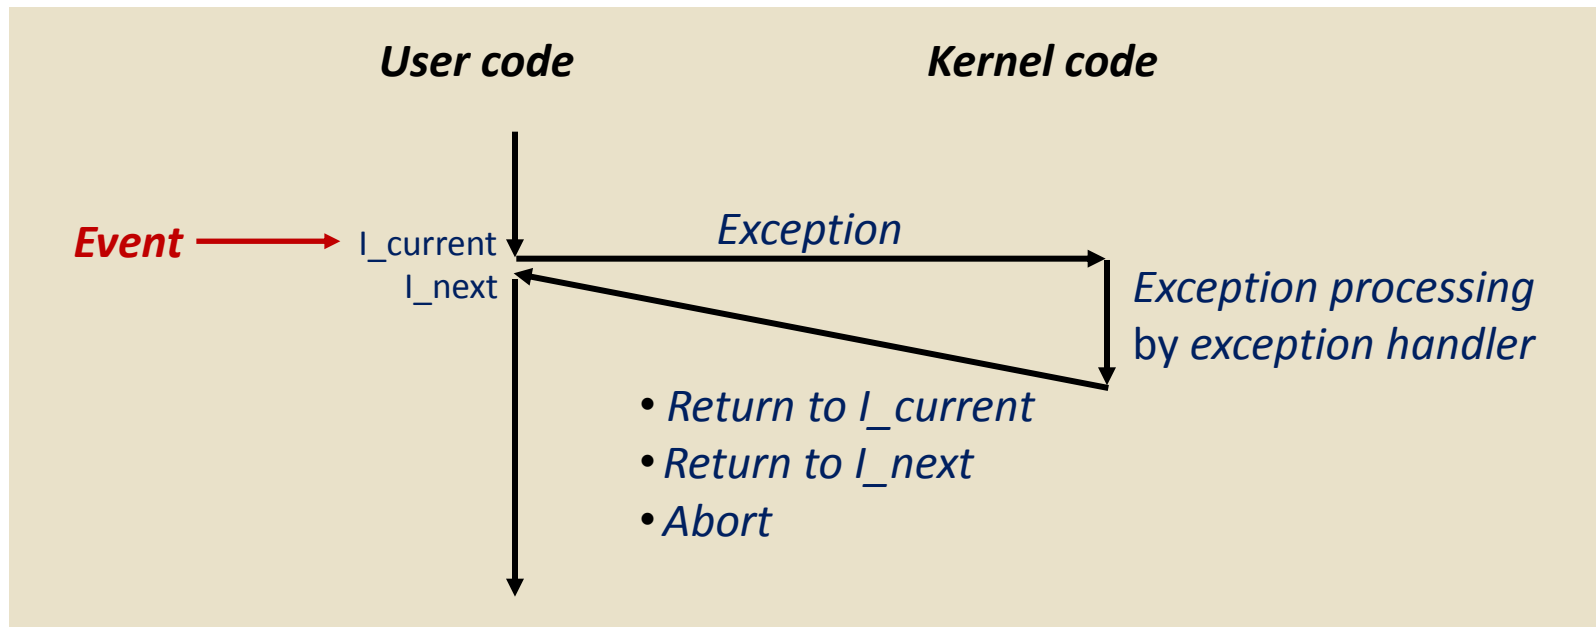 User code
Kernel code
Event
I_current
Exception
I_next
Exception processing
by exception handler
• Return to I_current
• Return to I_next
• Abort